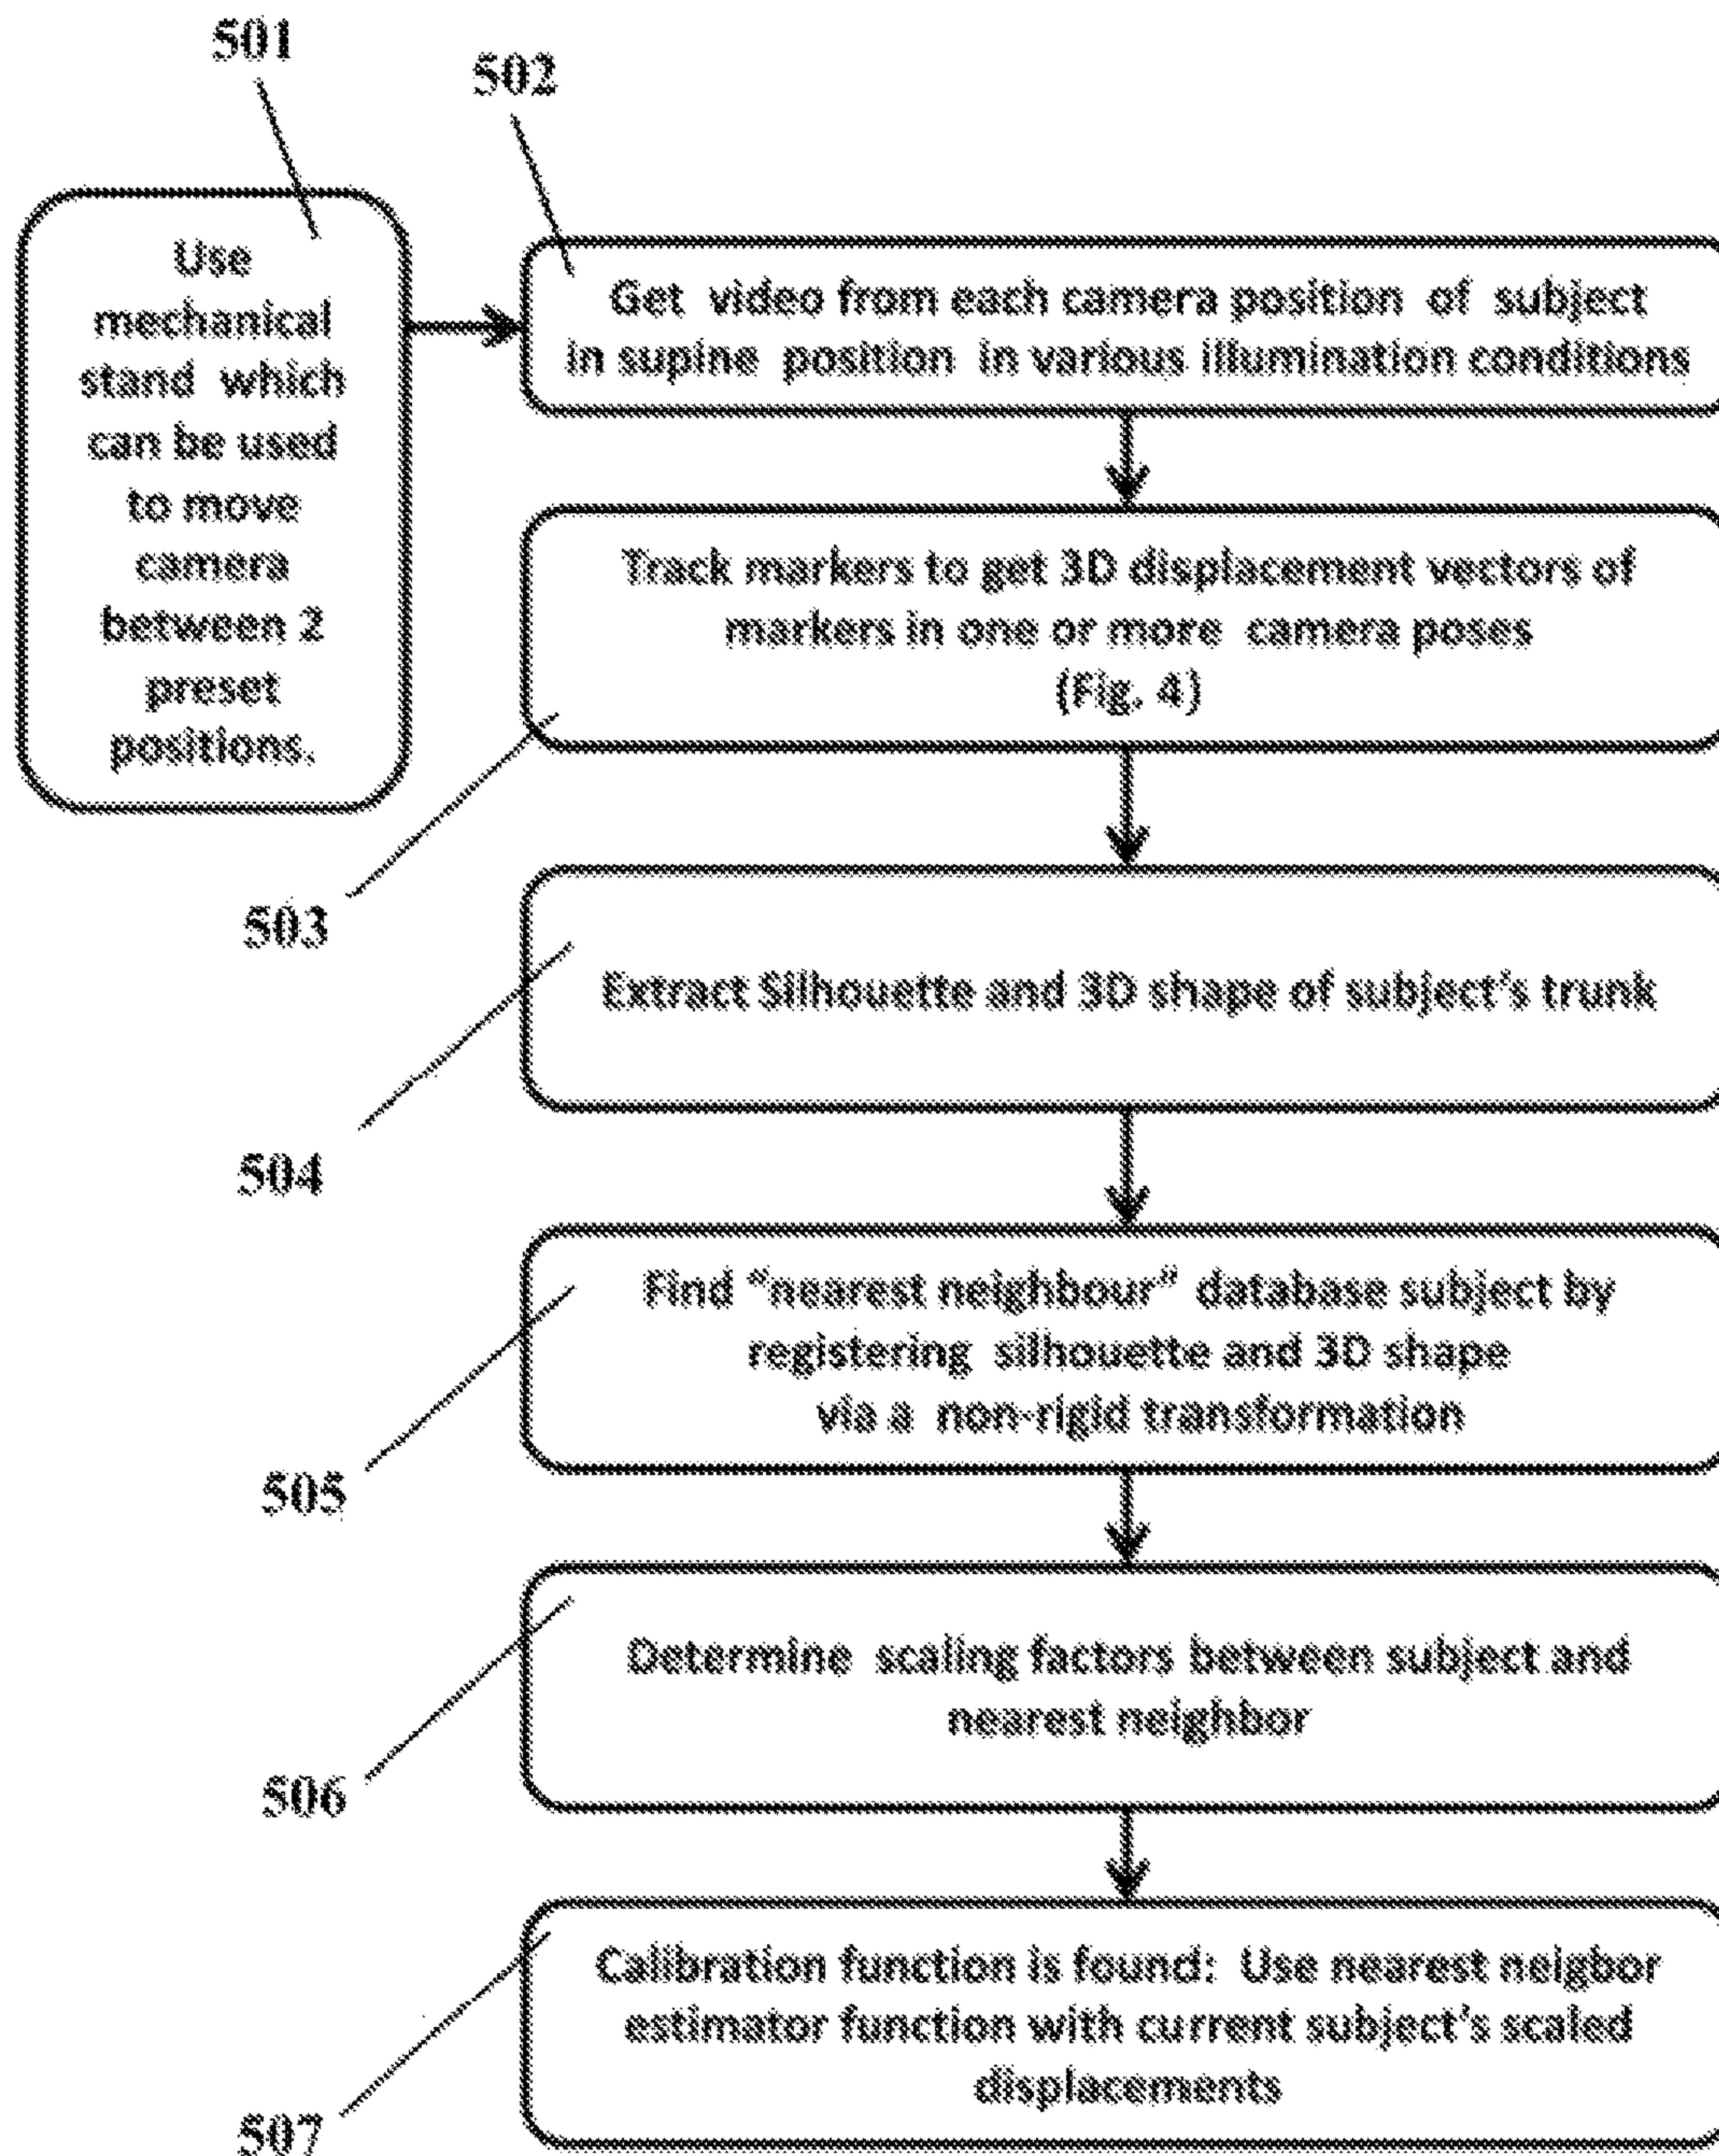 501
502
Use
mechanical
stand which
can be used
to move
camera
between 2
preset
positions.
Get video from each camera position of subject
in supine position in various illumination conditions
Track markers to get 3D displacement vectors of
markers in one or more camera poses
(Fig. 4)
503
Extract Silhouette and 3D shape of subject's trunk
504
Find "nearest neighbour" database subject by
registering silhouette and 3D shape
via a non-rigid transformation
505
Determine scaling factors between subject and
nearest neighbor
506
Calibration function is found: Use nearest neigbor
estimator function with current subject's scaled
displacements
507